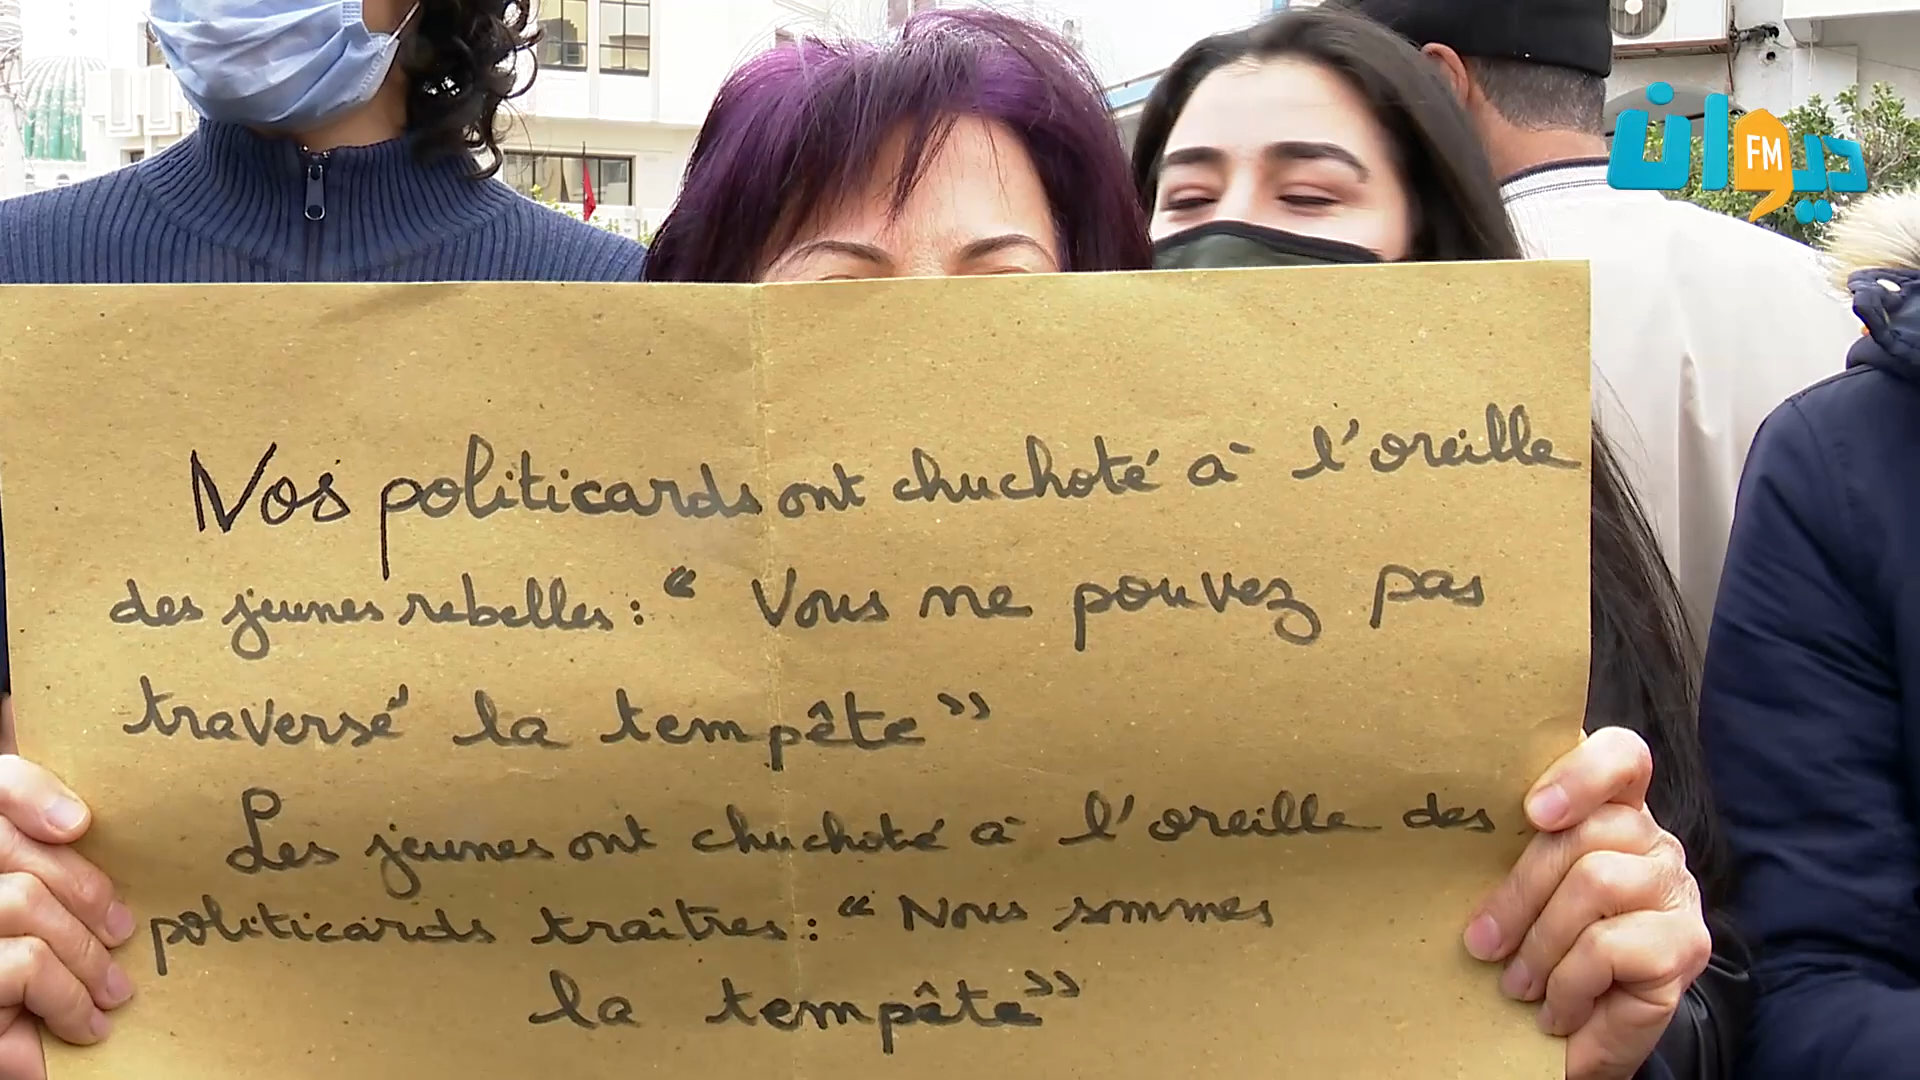 ديوان FM
Nos politicards ont chuchoté à l'oreille
des jeunes rebelles : “ Vous ne pouvez pas
traversé la tempête ”
Les jeunes ont chuchoté à l'oreille des
politicards traîtres : “ Nous sommes
la tempête ”